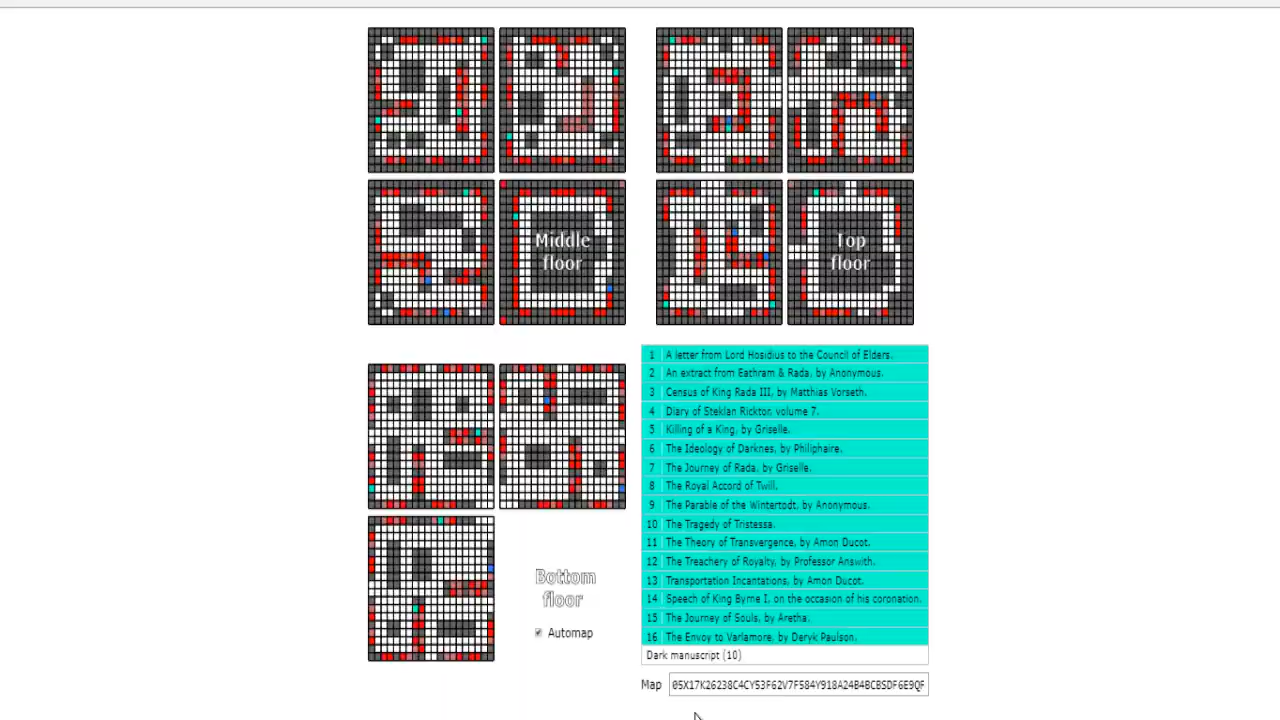 Middle
floor
Top
floor
1 A letter from Lord Hosidius to the Council of Elders.
2 An extract from Eathram & Rada, by Anonymous.
3 Census of King Rada III, by Matthias Vorseth.
4 Diary of Steklan Ricktor, volume 7.
5 Killing of a King, by Griselle.
6 The Ideology of Darknes, by Philiphaire.
7 The Journey of Rada, by Griselle.
8 The Royal Accord of Twill.
9 The Parable of the Wintertodt, by Anonymous.
10 The Tragedy of Tristessa.
11 The Theory of Transvergence, by Amon Ducot.
12 The Treachery of Royalty, by Professor Answith.
13 Transportation Incantations, by Amon Ducot.
14 Speech of King Byrne I, on the occasion of his coronation.
15 The Journey of Souls, by Aretha.
16 The Envoy to Varlamore, by Deryk Paulson.
Dark manuscript (10)
Bottom
floor
Automap
Map 05X17K26238C4CY53F62V7F584Y918A24B4BCBSDF6E9QF